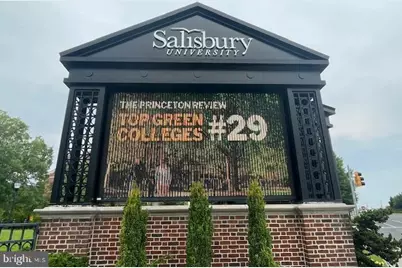 Salisbury
UNIVERSITY
THE PRINCETON REVIEW
TOP GREEN
COLLEGES
#29
bright
MLS